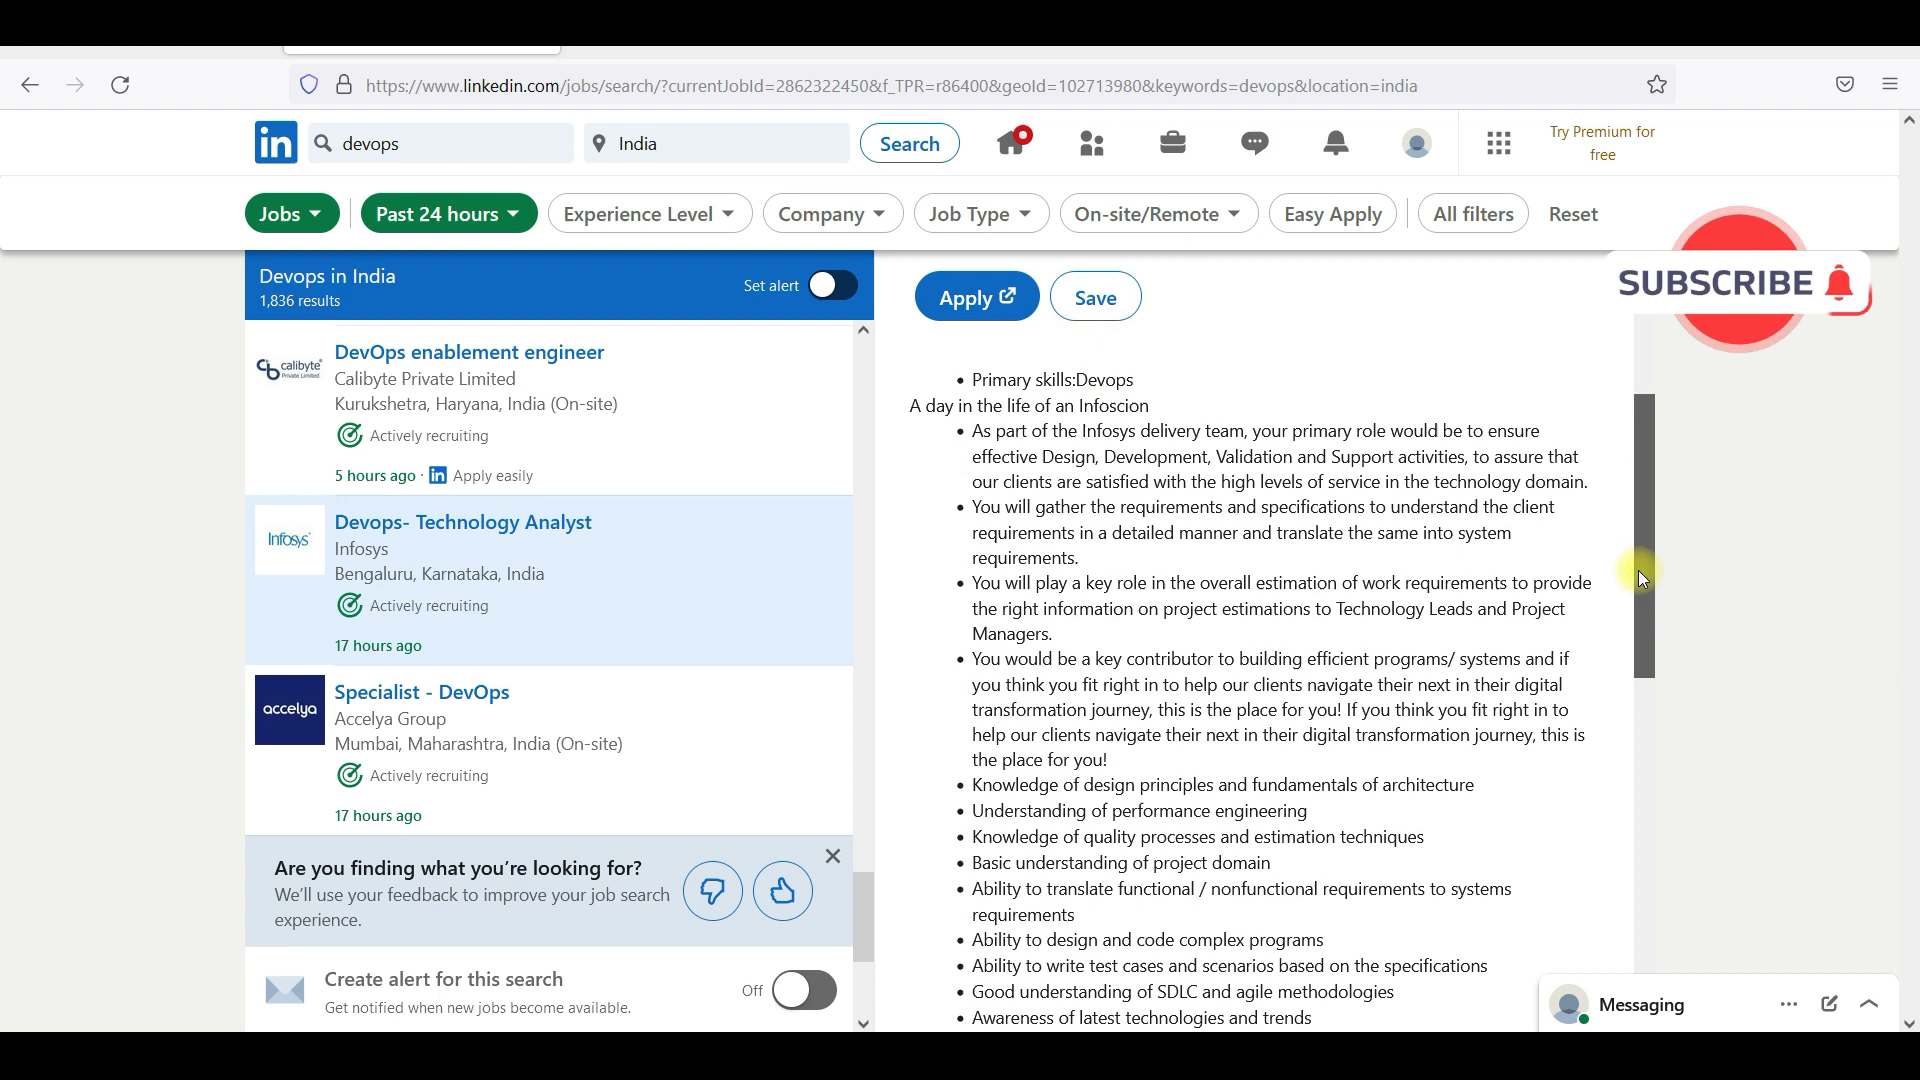 https://www.linkedin.com/jobs/search/?currentJobId=2862322450&f_TPR=r86400&geoId=102713980&keywords=devops&location=india
in
devops
India
Search
Try Premium for
free
Jobs
Past 24 hours
Experience Level
Company
Job Type
On-site/Remote
Easy Apply
All filters
Reset
SUBSCRIBE
Devops in India
1,836 results
Set alert
calibyte
Private Limited
DevOps enablement engineer
Calibyte Private Limited
Kurukshetra, Haryana, India (On-site)
Actively recruiting
5 hours ago · in Apply easily
Infosys
Devops- Technology Analyst
Infosys
Bengaluru, Karnataka, India
Actively recruiting
17 hours ago
accelya
Specialist - DevOps
Accelya Group
Mumbai, Maharashtra, India (On-site)
Actively recruiting
17 hours ago
Are you finding what you're looking for?
We'll use your feedback to improve your job search
experience.
Create alert for this search
Get notified when new jobs become available.
Off
Apply
Save
• Primary skills:Devops
A day in the life of an Infoscion
• As part of the Infosys delivery team, your primary role would be to ensure
effective Design, Development, Validation and Support activities, to assure that
our clients are satisfied with the high levels of service in the technology domain.
• You will gather the requirements and specifications to understand the client
requirements in a detailed manner and translate the same into system
requirements.
• You will play a key role in the overall estimation of work requirements to provide
the right information on project estimations to Technology Leads and Project
Managers.
• You would be a key contributor to building efficient programs/ systems and if
you think you fit right in to help our clients navigate their next in their digital
transformation journey, this is the place for you! If you think you fit right in to
help our clients navigate their next in their digital transformation journey, this is
the place for you!
• Knowledge of design principles and fundamentals of architecture
• Understanding of performance engineering
• Knowledge of quality processes and estimation techniques
• Basic understanding of project domain
• Ability to translate functional / nonfunctional requirements to systems
requirements
• Ability to design and code complex programs
• Ability to write test cases and scenarios based on the specifications
• Good understanding of SDLC and agile methodologies
• Awareness of latest technologies and trends
Messaging